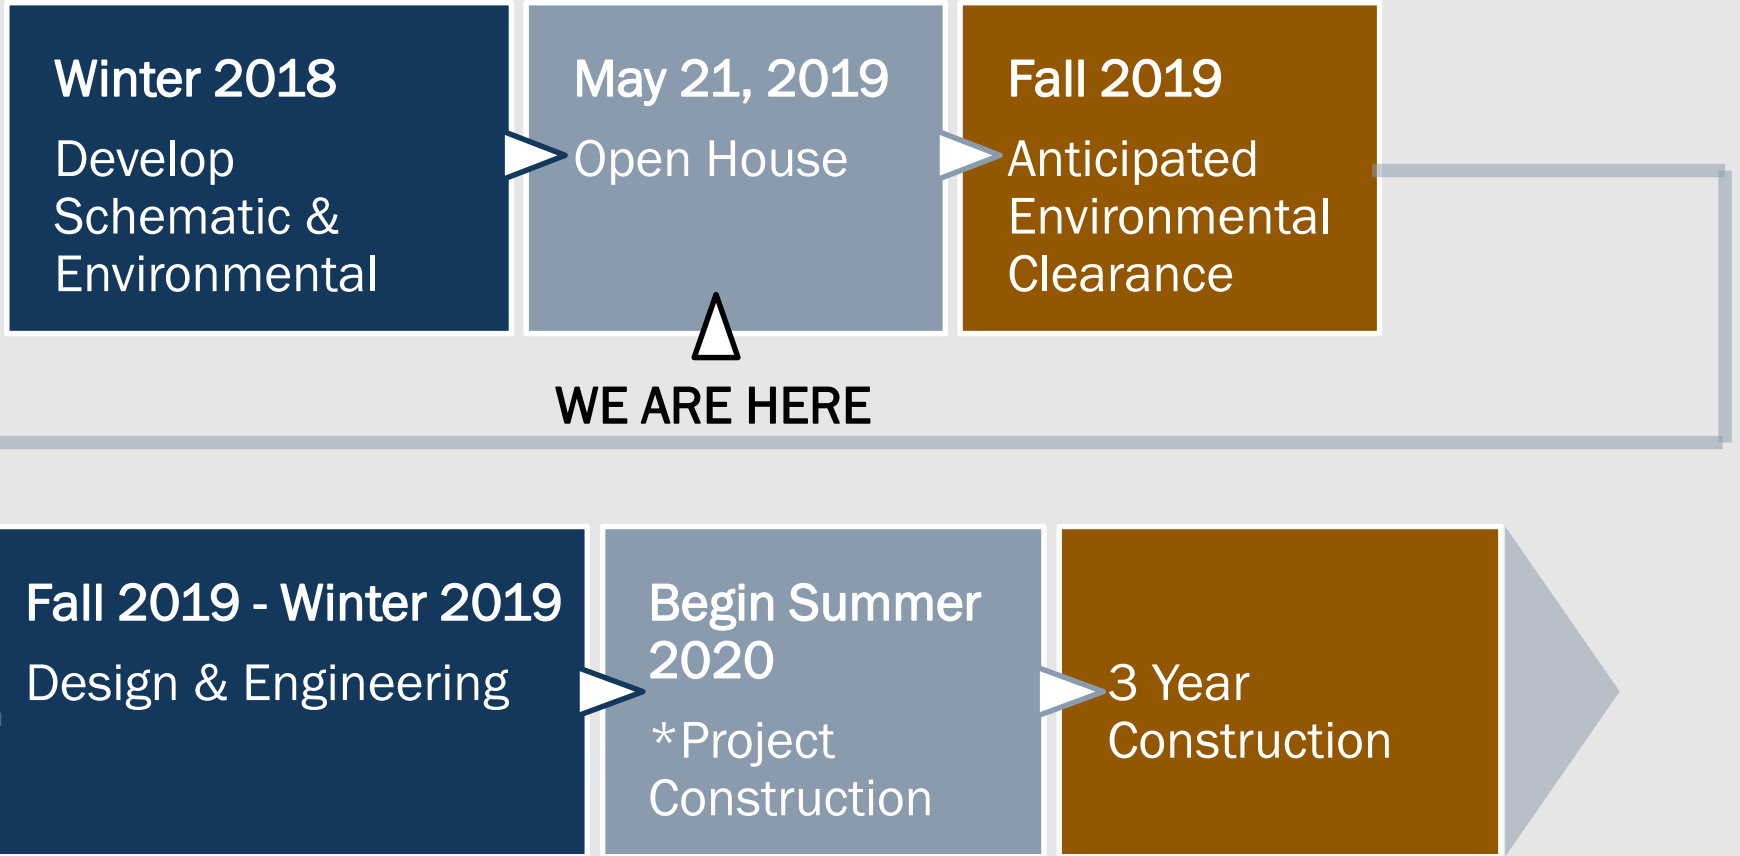 Winter 2018
Develop
Schematic &
Environmental
May 21, 2019
Open House
Fall 2019
Anticipated
Environmental
Clearance
WE ARE HERE
Fall 2019 - Winter 2019
Design & Engineering
Begin Summer
2020
*Project
Construction
3 Year
Construction